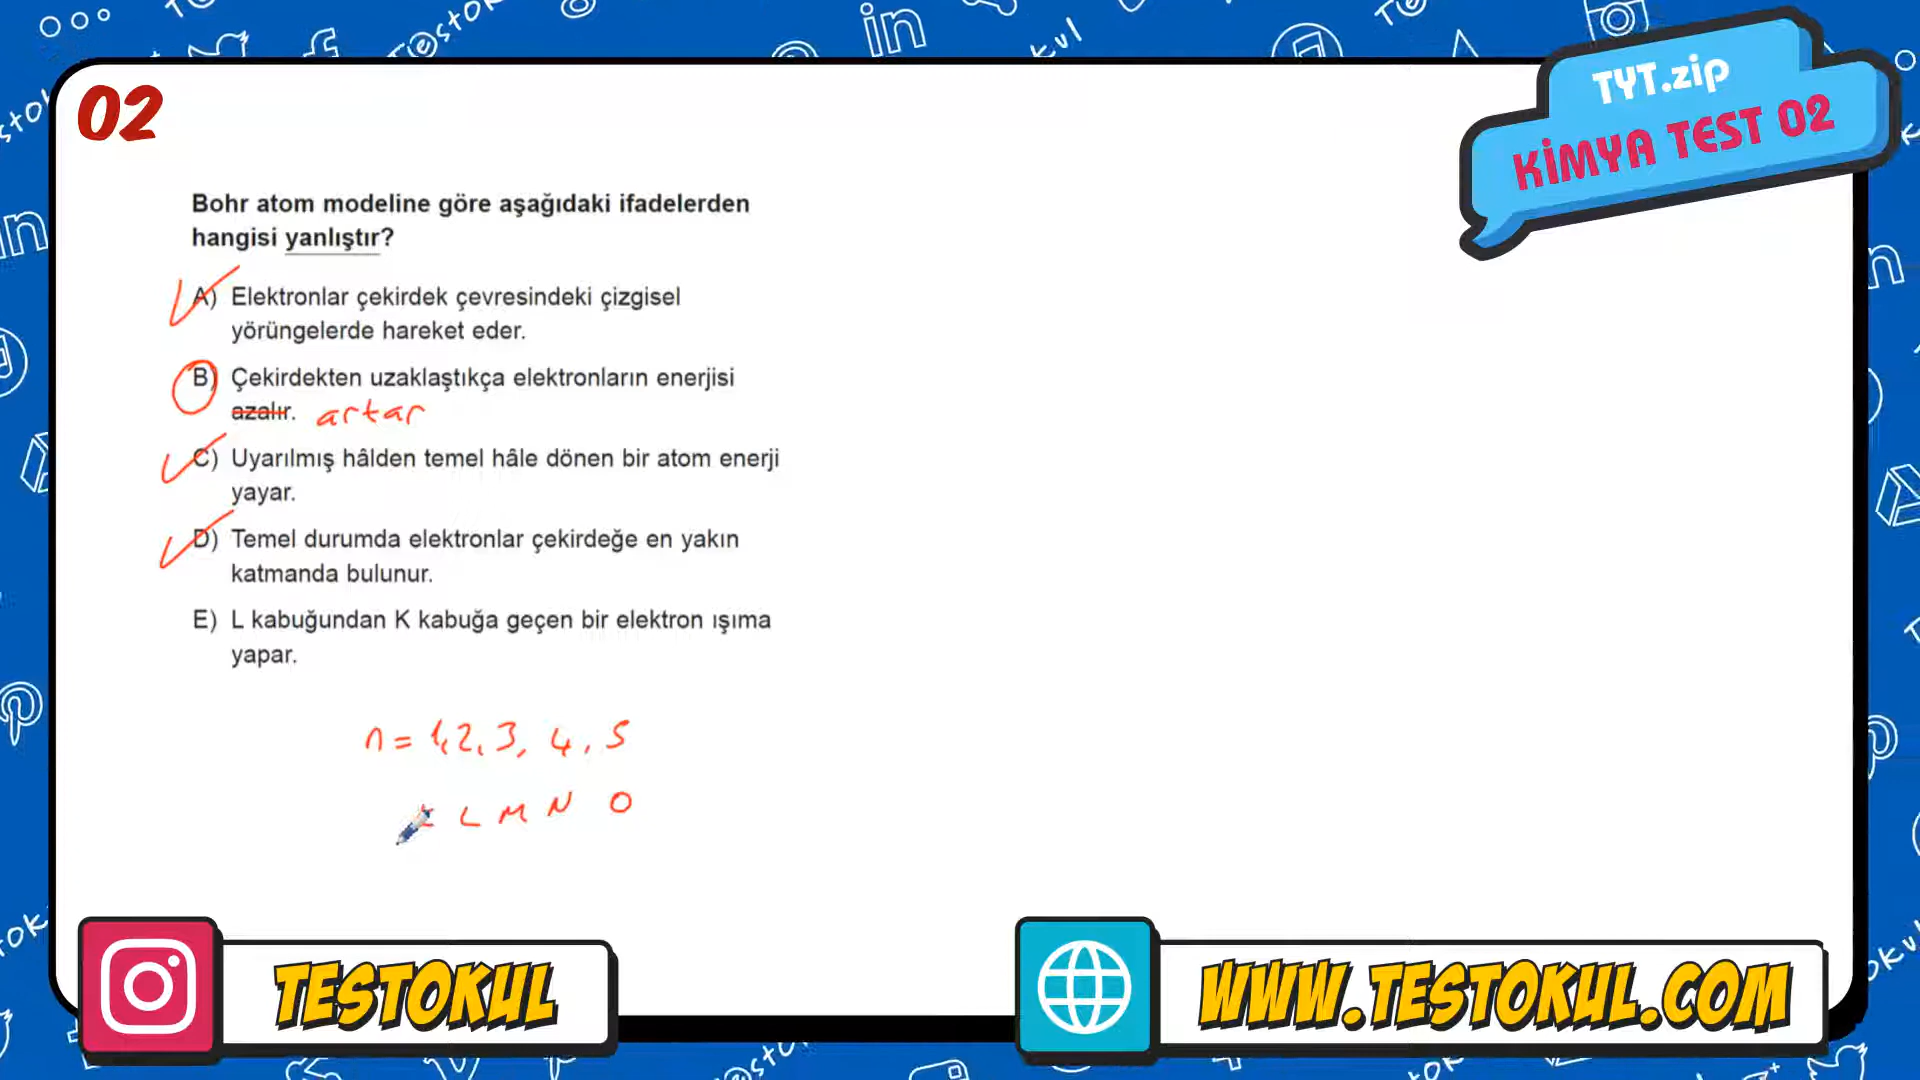 02
TYT.zip
KİMYA TEST 02
Bohr atom modeline göre aşağıdaki ifadelerden
hangisi yanlıştır?
A) Elektronlar çekirdek çevresindeki çizgisel
yörüngelerde hareket eder.
B) Çekirdekten uzaklaştıkça elektronların enerjisi
azalır. artar
C) Uyarılmış hâlden temel hâle dönen bir atom enerji
yayar.
D) Temel durumda elektronlar çekirdeğe en yakın
katmanda bulunur.
E) L kabuğundan K kabuğa geçen bir elektron ışıma
yapar.
n = 1, 2, 3, 4, 5
L M N O
TESTOKUL
WWW.TESTOKUL.COM